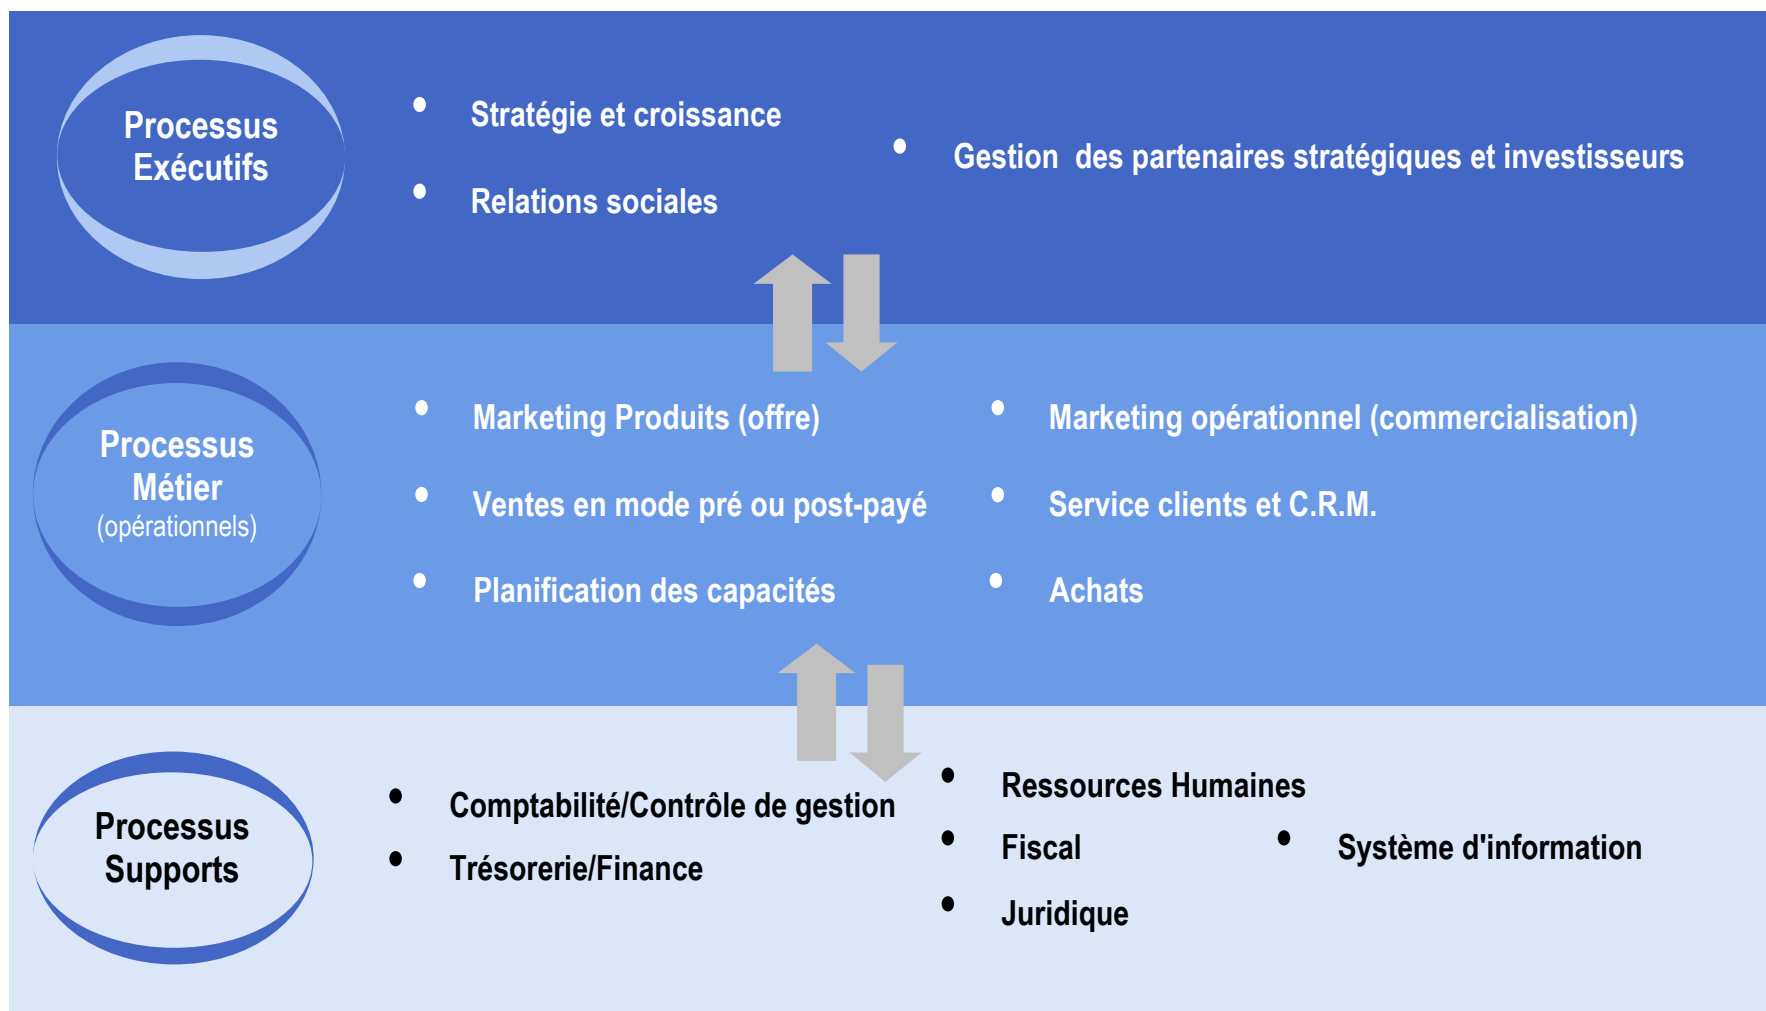 Processus
Exécutifs
• Stratégie et croissance
• Relations sociales
• Gestion  des partenaires stratégiques et investisseurs
Processus
Métier
(opérationnels)
• Marketing Produits (offre)
• Marketing opérationnel (commercialisation)
• Ventes en mode pré ou post-payé
• Service clients et C.R.M.
• Planification des capacités
• Achats
Processus
Supports
• Comptabilité/Contrôle de gestion
• Trésorerie/Finance
• Ressources Humaines
• Fiscal
• Juridique
• Système d'information